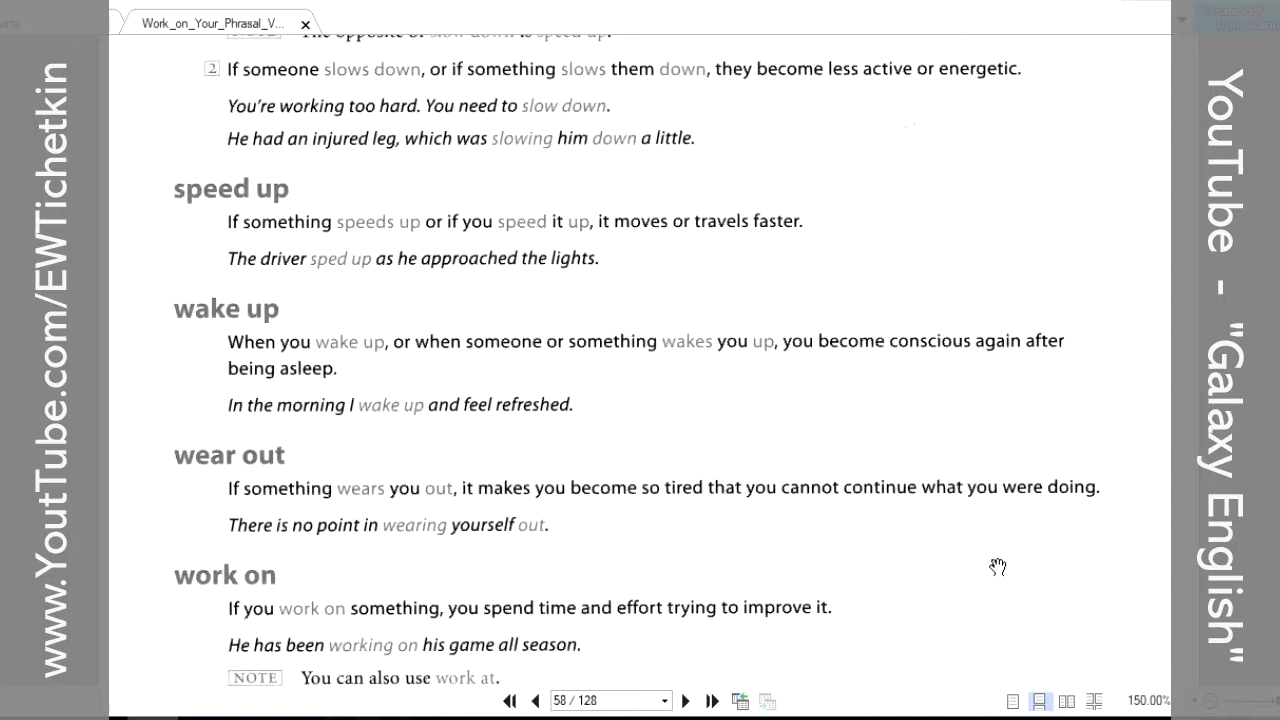 Work_on_Your_Phrasal_V...
The opposite of slow down is speed up.
2 If someone slows down, or if something slows them down, they become less active or energetic.
You're working too hard. You need to slow down.
He had an injured leg, which was slowing him down a little.
speed up
If something speeds up or if you speed it up, it moves or travels faster.
The driver sped up as he approached the lights.
wake up
When you wake up, or when someone or something wakes you up, you become conscious again after
being asleep.
In the morning I wake up and feel refreshed.
wear out
If something wears you out, it makes you become so tired that you cannot continue what you were doing.
There is no point in wearing yourself out.
work on
If you work on something, you spend time and effort trying to improve it.
He has been working on his game all season.
NOTE You can also use work at.
58 / 128
150.00%
www.YoutTube.com/EWTichetkin
YouTube - "Galaxy English"